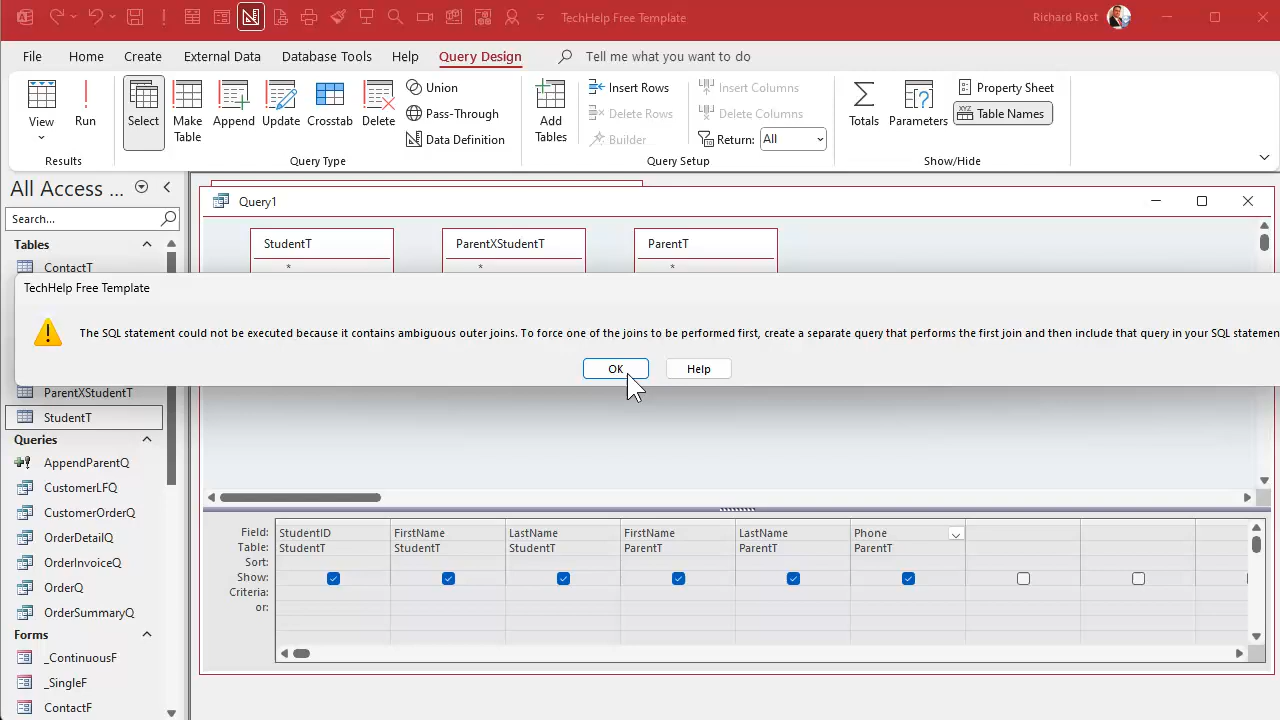 TechHelp Free Template
Richard Rost
File Home Create External Data Database Tools Help Query Design Tell me what you want to do
View
Run
Select
Make Table
Append
Update
Crosstab
Delete
Union
Pass-Through
Data Definition
Add Tables
Insert Rows
Delete Rows
Builder
Insert Columns
Delete Columns
Return: All
Totals
Parameters
Property Sheet
XYZ Table Names
Results Query Type Query Setup Show/Hide
All Access ...
Search...
Tables
ContactT
Query1
StudentT ParentXStudentT ParentT
* * *
TechHelp Free Template
The SQL statement could not be executed because it contains ambiguous outer joins. To force one of the joins to be performed first, create a separate query that performs the first join and then include that query in your SQL statemen
OK Help
ParentXStudentT
StudentT
Queries
AppendParentQ
CustomerLFQ
CustomerOrderQ
OrderDetailQ
OrderInvoiceQ
OrderQ
OrderSummaryQ
Forms
_ContinuousF
_SingleF
ContactF
Field: StudentID FirstName LastName FirstName LastName Phone
Table: StudentT StudentT StudentT ParentT ParentT ParentT
Sort:
Show:
Criteria:
or: